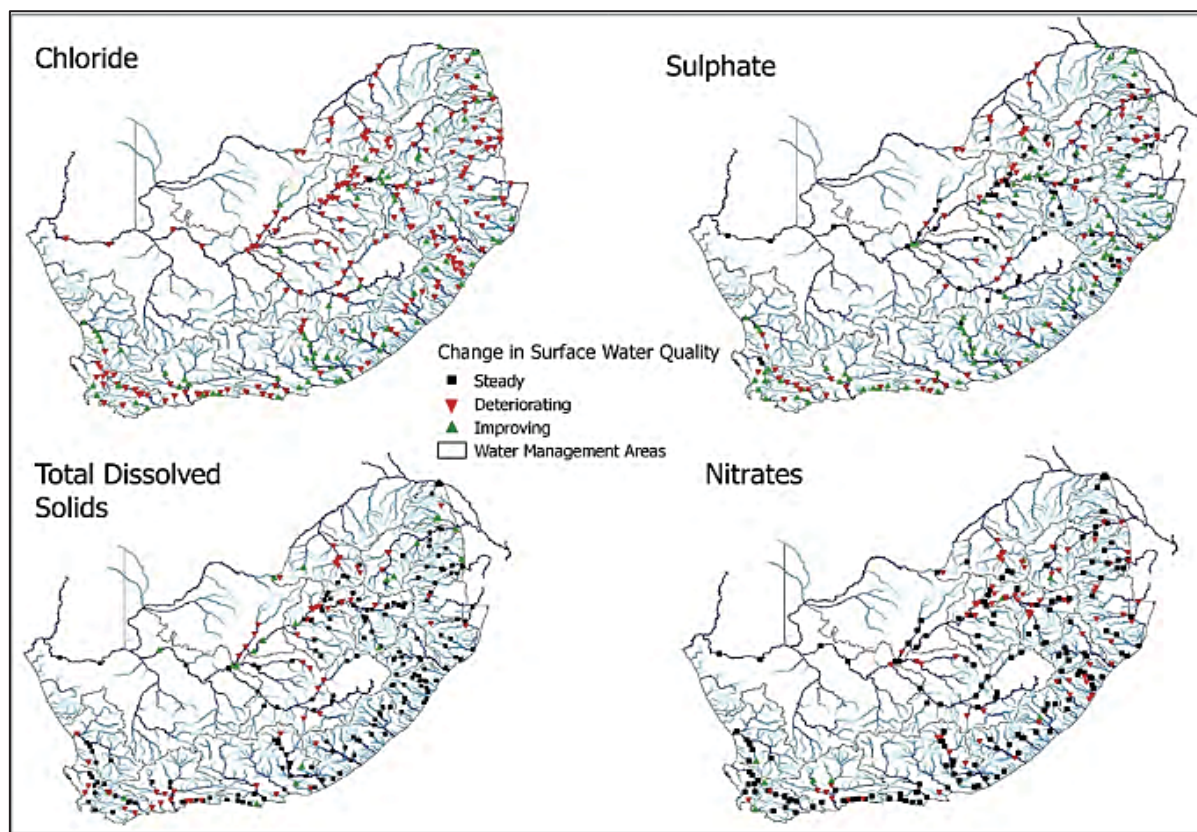 Chloride
Sulphate
Change in Surface Water Quality
Steady
Deteriorating
Improving
Water Management Areas
Total Dissolved
Solids
Nitrates